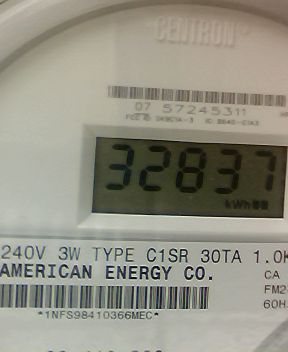 CENTRON
07 57245311
32837
kWh
240V 3W TYPE C1SR 30TA 1.0K
AMERICAN ENERGY CO.
CA
FM2
60H
*1NFS98410366MEC*